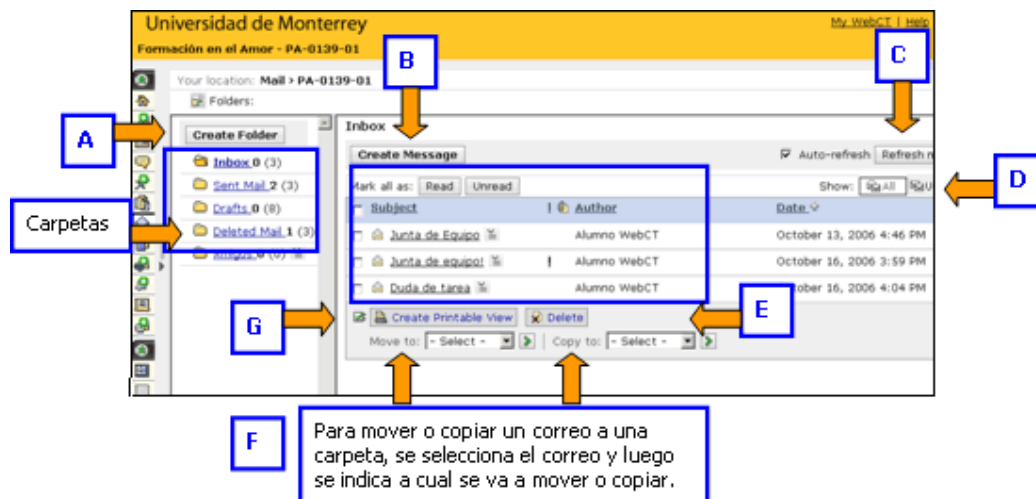 Universidad de Monterrey
My WebCT | Help
Formación en el Amor - PA-0139-01
B
C
Your location: Mail > PA-0139-01
Folders:
A
Create Folder
Inbox
Inbox 0 (3)
Create Message
Auto-refresh Refresh
Sent Mail 2 (3)
Mark all as: Read Unread
Show: All
D
Drafts 0 (8)
Subject ! Author Date
Carpetas
Deleted Mail 1 (3)
Junta de Equipo Alumno WebCT October 13, 2006 4:46 PM
Amigos 0 (0)
Junta de equipo! ! Alumno WebCT October 16, 2006 3:59 PM
Duda de tarea Alumno WebCT October 16, 2006 4:04 PM
E
G
Create Printable View Delete
Move to: - Select - | Copy to: - Select -
F
Para mover o copiar un correo a una
carpeta, se selecciona el correo y luego
se indica a cual se va a mover o copiar.